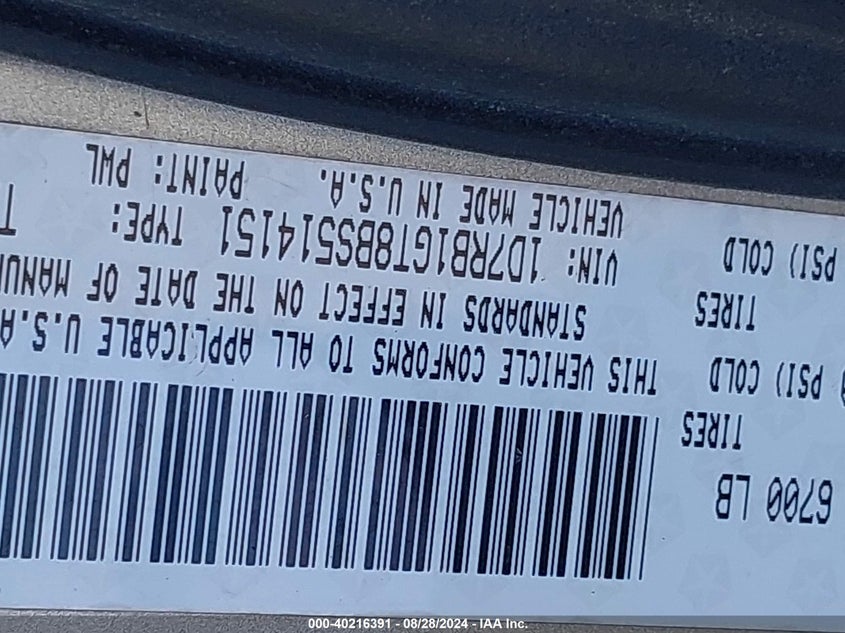 6700 LB
TIRES
) PSI) COLD
TIRES
PSI) COLD
THIS VEHICLE CONFORMS TO ALL APPLICABLE U.S.A
STANDARDS IN EFFECT ON THE DATE OF MANU
VIN: 1D7RB1GT8BS514151 TYPE: T
VEHICLE MADE IN U.S.A. PAINT: PWL
000-40216391 - 08/28/2024 - IAA Inc.